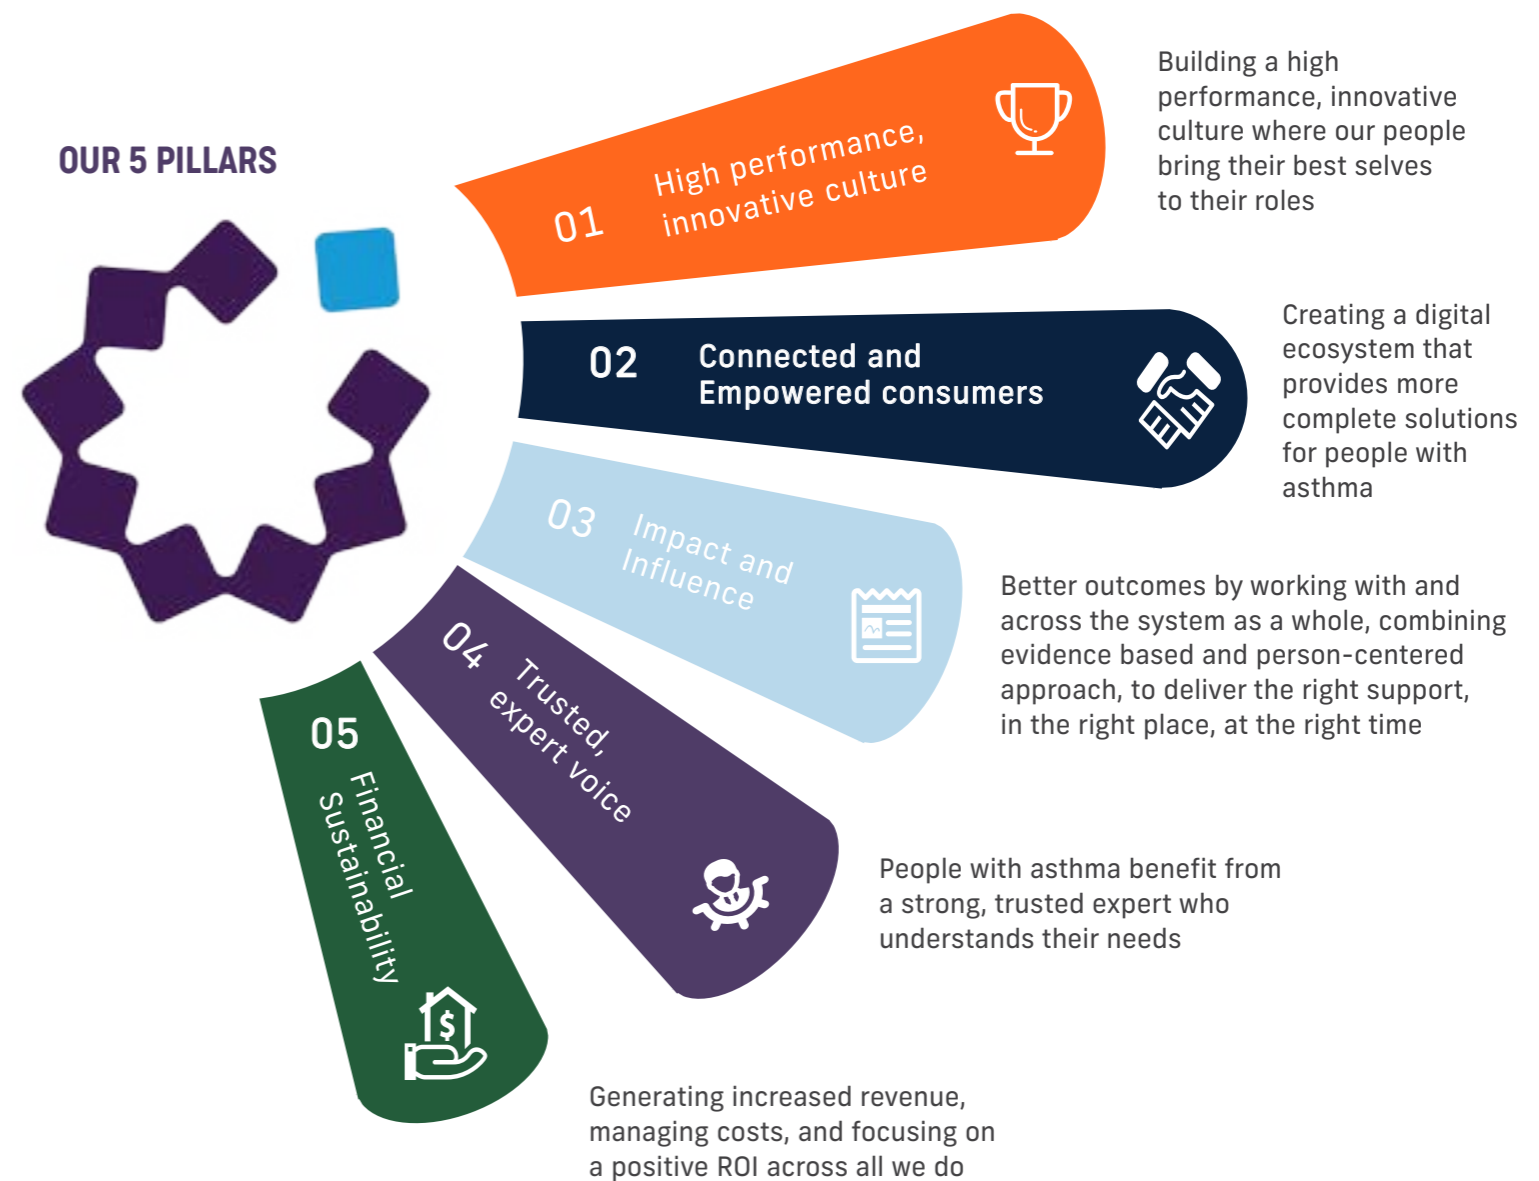 OUR 5 PILLARS
01
High performance,
innovative culture
Building a high
performance, innovative
culture where our people
bring their best selves
to their roles
02
Connected and
Empowered consumers
Creating a digital
ecosystem that
provides more
complete solutions
for people with
asthma
03
Impact and
Influence
Better outcomes by working with and
across the system as a whole, combining
evidence based and person-centered
approach, to deliver the right support,
in the right place, at the right time
04
Trusted,
expert voice
People with asthma benefit from
a strong, trusted expert who
understands their needs
05
Financial
Sustainability
$
Generating increased revenue,
managing costs, and focusing on
a positive ROI across all we do